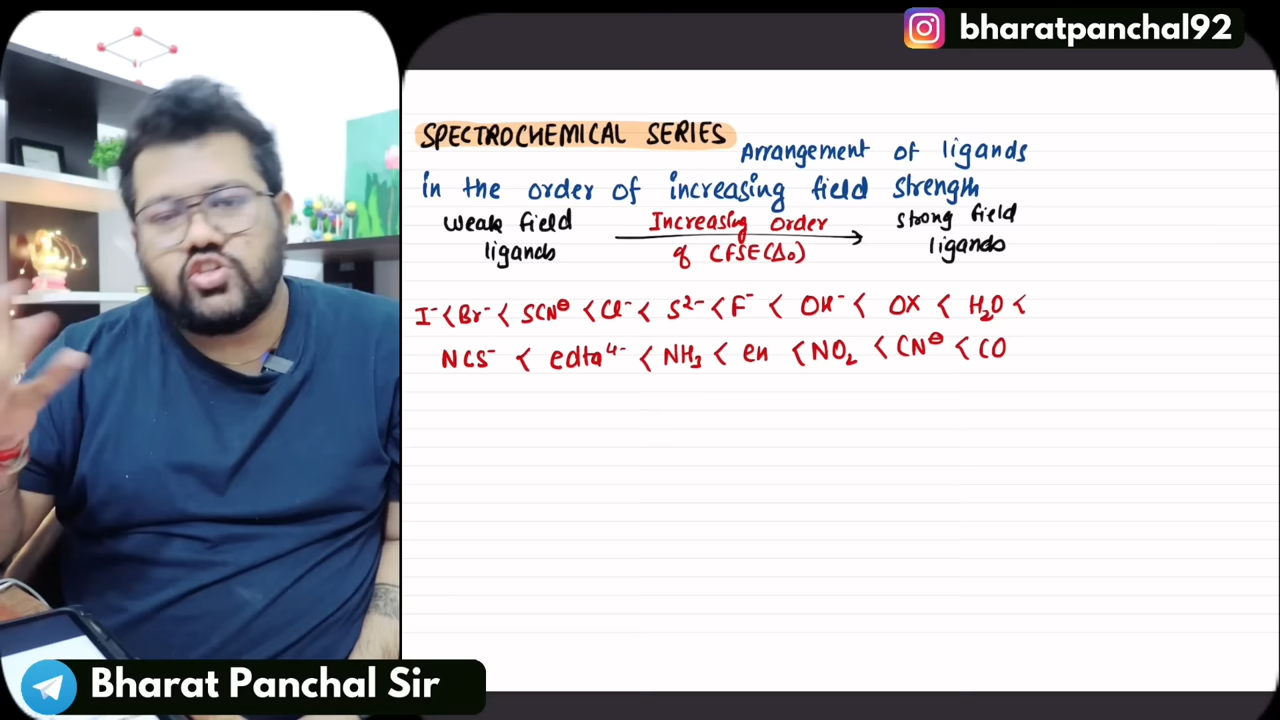 bharatpanchal92
SPECTROCHEMICAL SERIES Arrangement of ligands
in the order of increasing field strength
Weak field Increasing order strong field
ligands of CFSE(Δ₀) ligands
I⁻ < Br⁻ < SCN⊖ < Cl⁻ < S²⁻ < F⁻ < OH⁻ < OX < H₂O <
NCS⁻ < edta⁴⁻ < NH₃ < en < NO₂ < CN⊖ < CO
Bharat Panchal Sir